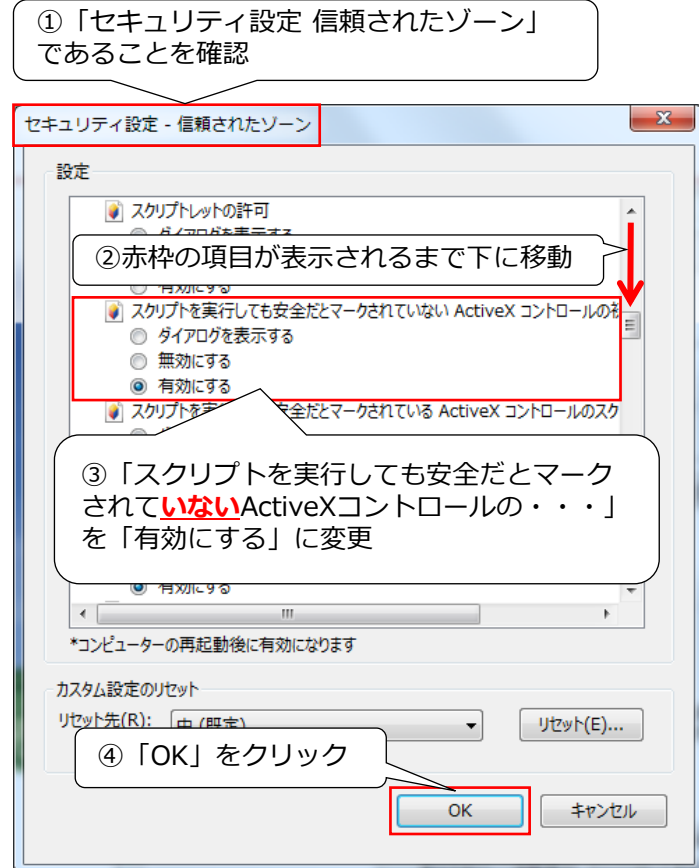 ①「セキュリティ設定 信頼されたゾーン」
であることを確認
セキュリティ設定 - 信頼されたゾーン
設定
スクリプトレットの許可
ダイアログを表示する
②赤枠の項目が表示されるまで下に移動
有効にする
スクリプトを実行しても安全だとマークされていない ActiveX コントロールの初
ダイアログを表示する
無効にする
有効にする
スクリプトを実 安全だとマークされている ActiveX コントロールのスク
③「スクリプトを実行しても安全だとマーク
されていないActiveXコントロールの・・・」
を「有効にする」に変更
有効にする
*コンピューターの再起動後に有効になります
カスタム設定のリセット
リセット先(R): 中 (既定) リセット(E)...
④「OK」をクリック
OK キャンセル